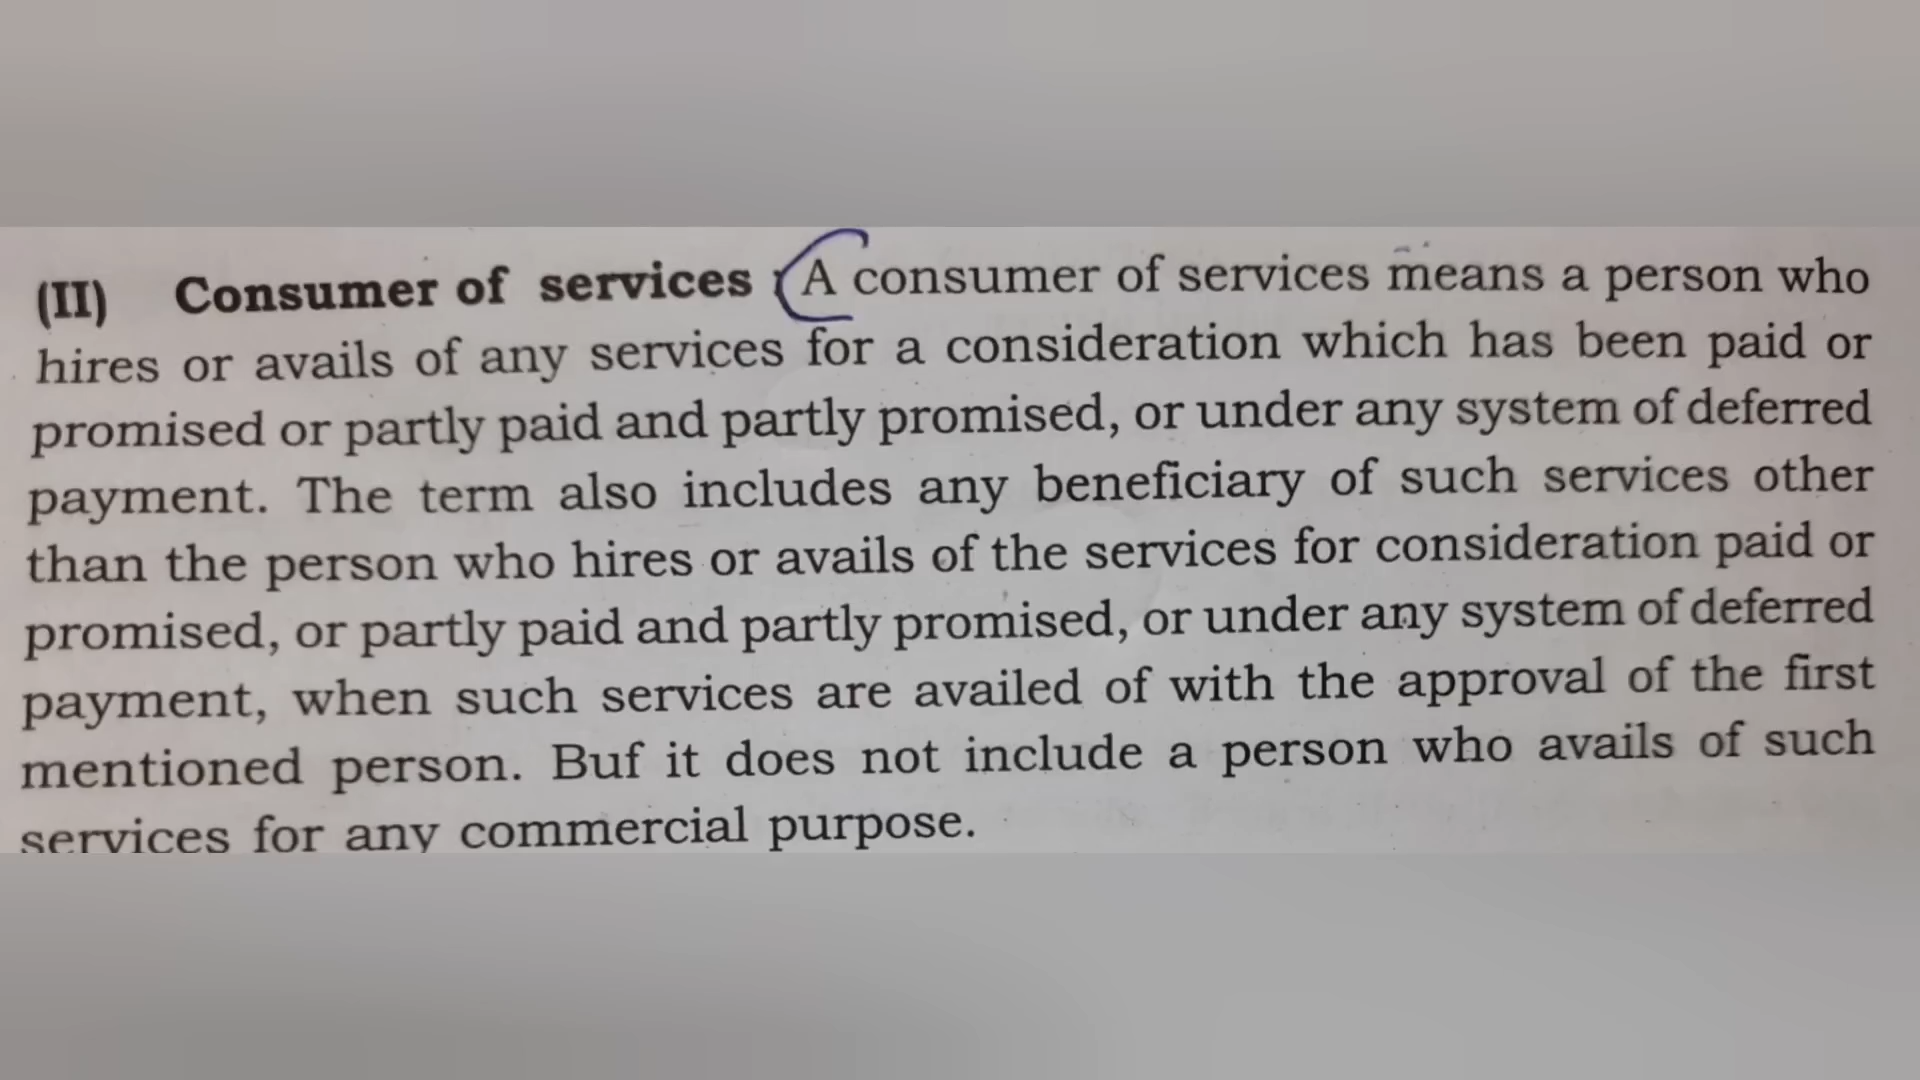 (II) Consumer of services : A consumer of services means a person who
hires or avails of any services for a consideration which has been paid or
promised or partly paid and partly promised, or under any system of deferred
payment. The term also includes any beneficiary of such services other
than the person who hires or avails of the services for consideration paid or
promised, or partly paid and partly promised, or under any system of deferred
payment, when such services are availed of with the approval of the first
mentioned person. Buf it does not include a person who avails of such
services for any commercial purpose.